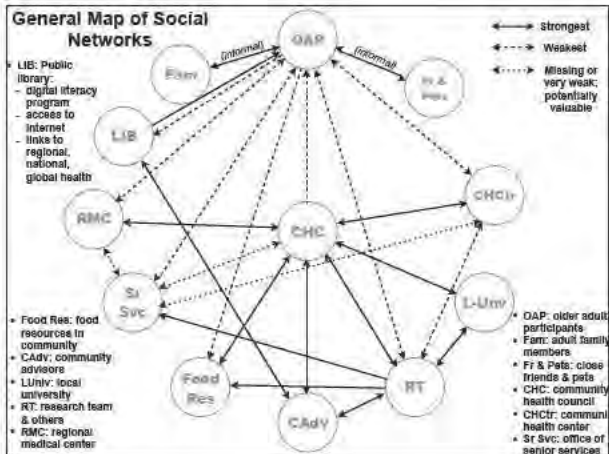 General Map of Social
Networks
LIB: Public
library:
– digital literacy
program
– access to
internet
– links to
regional,
national,
global health
OAP
(informal)
(informal)
Fam
Fr &
Pets
Strongest
Weakest
Missing or
very weak;
potentially
valuable
LIB
RMC
CHC
CHCtr
Sr
Svc
L-Univ
Food
Res
RT
CAdv
Food Res: food
resources in
community
CAdv: community
advisors
LUniv: local
university
RT: research team
& others
RMC: regional
medical center
OAP: older adult
participants
Fam: adult family
members
Fr & Pets: close
friends & pets
CHC: community
health council
CHCtr: communi
health center
Sr Svc: office of
senior services